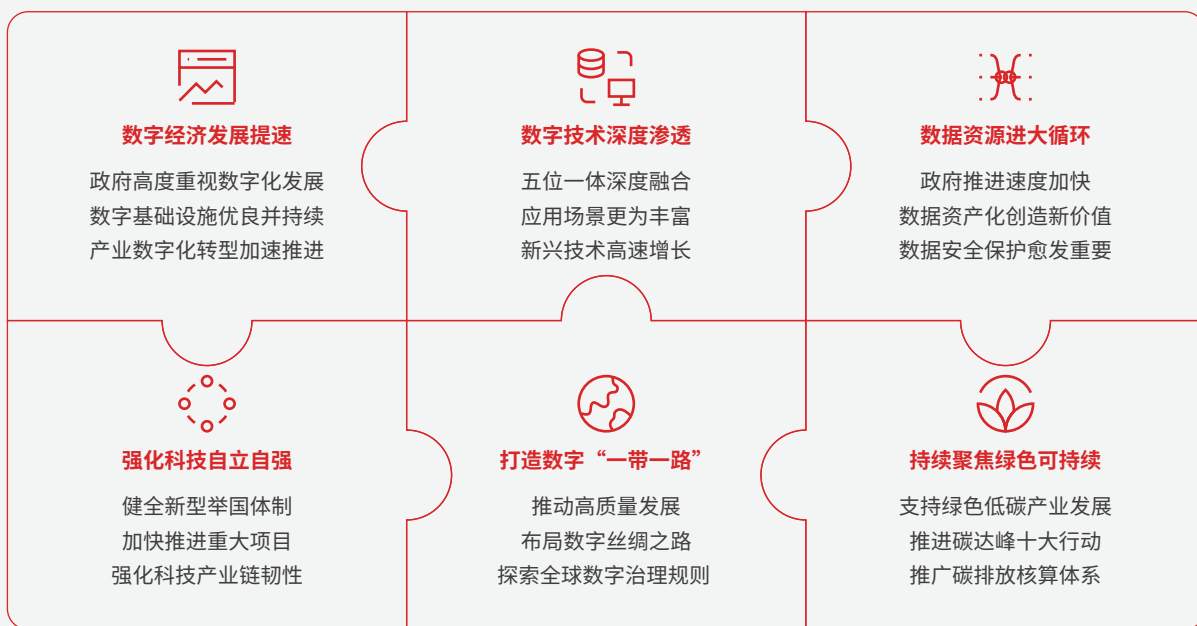 数字经济发展提速
政府高度重视数字化发展
数字基础设施优良并持续
产业数字化转型加速推进
数字技术深度渗透
五位一体深度融合
应用场景更为丰富
新兴技术高速增长
数据资源进大循环
政府推进速度加快
数据资产化创造新价值
数据安全保护愈发重要
强化科技自立自强
健全新型举国体制
加快推进重大项目
强化科技产业链韧性
打造数字“一带一路”
推动高质量发展
布局数字丝绸之路
探索全球数字治理规则
持续聚焦绿色可持续
支持绿色低碳产业发展
推进碳达峰十大行动
推广碳排放核算体系